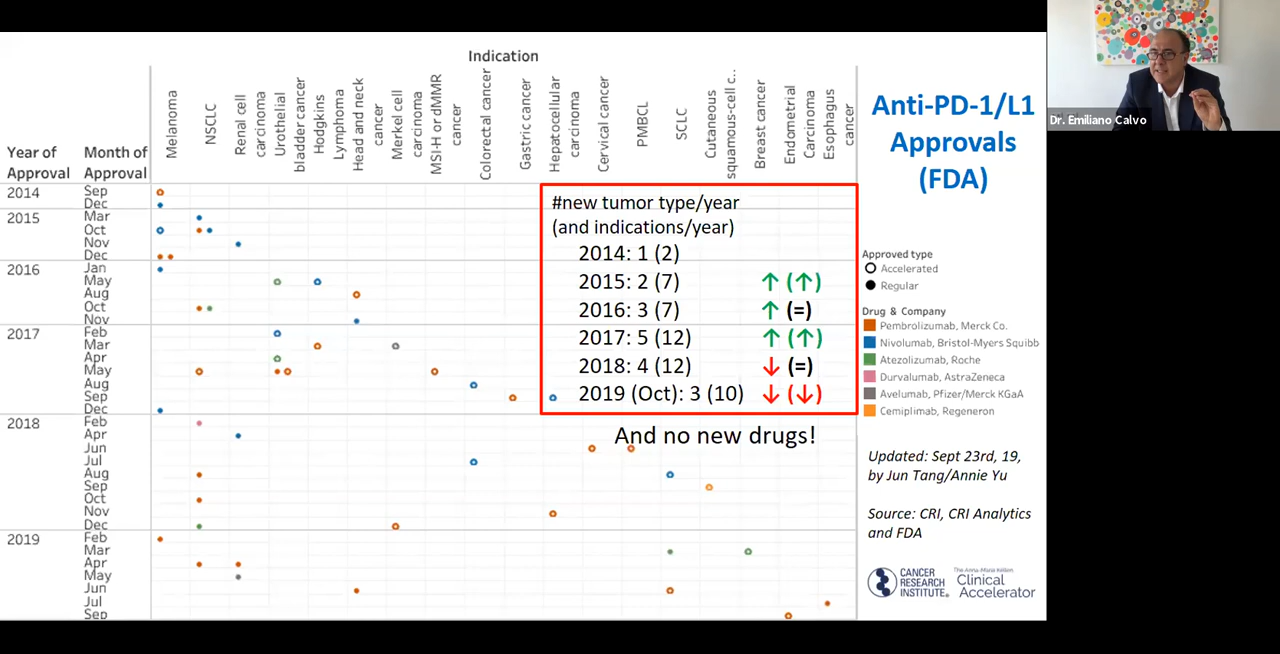 Indication
Year of
Approval
Month of
Approval
Melanoma
NSCLC
Renal cell
carcinoma
Urothelial
bladder cancer
Hodgkins
Lymphoma
Head and neck
cancer
Merkel cell
carcinoma
MSI-H or dMMR
cancer
Colorectal cancer
Gastric cancer
Hepatocellular
carcinoma
Cervical cancer
PMBCL
SCLC
Cutaneous
squamous-cell c..
Breast cancer
Endometrial
Carcinoma
Esophagus
cancer
2014
Sep
Dec
2015
Mar
Oct
Nov
Dec
2016
Jan
May
Aug
Oct
Nov
2017
Feb
Mar
Apr
May
Aug
Sep
Dec
2018
Feb
Apr
Jun
Jul
Aug
Sep
Oct
Nov
Dec
2019
Feb
Mar
Apr
May
Jun
Jul
Sep
#new tumor type/year
(and indications/year)
2014: 1 (2)
2015: 2 (7) ↑ (↑)
2016: 3 (7) ↑ (=)
2017: 5 (12) ↑ (↑)
2018: 4 (12) ↓ (=)
2019 (Oct): 3 (10) ↓ (↓)
And no new drugs!
Anti-PD-1/L1
Approvals
(FDA)
Approved type
Accelerated
Regular
Drug & Company
Pembrolizumab, Merck Co.
Nivolumab, Bristol-Myers Squibb
Atezolizumab, Roche
Durvalumab, AstraZeneca
Avelumab, Pfizer/Merck KGaA
Cemiplimab, Regeneron
Updated: Sept 23rd, 19,
by Jun Tang/Annie Yu
Source: CRI, CRI Analytics
and FDA
CANCER
RESEARCH
INSTITUTE®
The Anna-Maria Kellen
Clinical
Accelerator
Dr. Emiliano Calvo